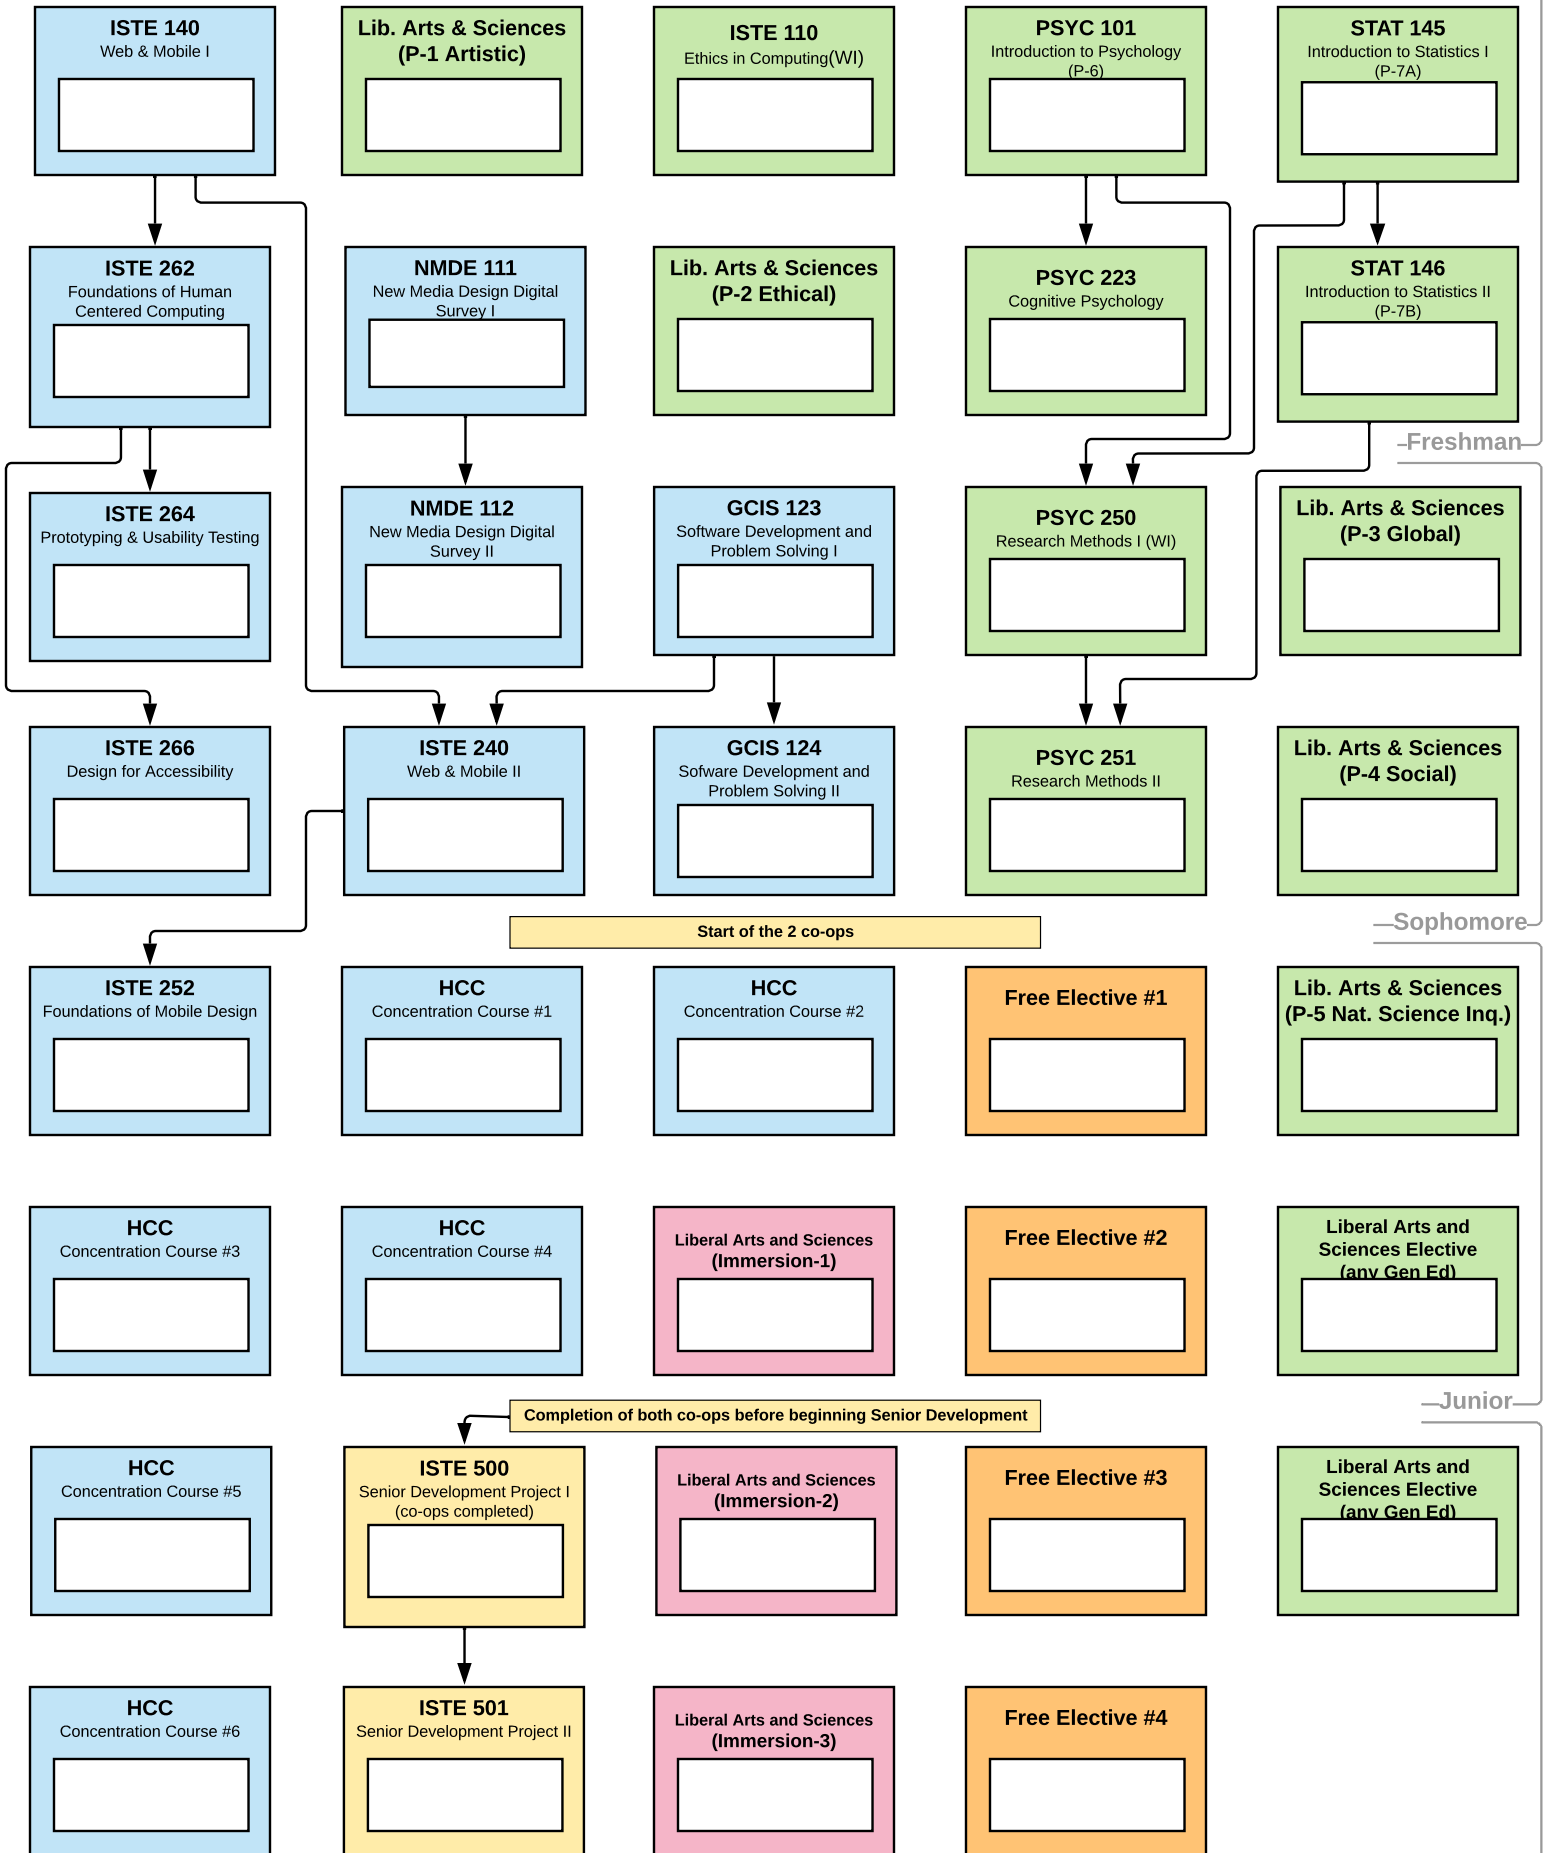 ISTE 140
Web & Mobile I
Lib. Arts & Sciences
(P-1 Artistic)
ISTE 110
Ethics in Computing(WI)
PSYC 101
Introduction to Psychology
(P-6)
STAT 145
Introduction to Statistics I
(P-7A)
ISTE 262
Foundations of Human
Centered Computing
NMDE 111
New Media Design Digital
Survey I
Lib. Arts & Sciences
(P-2 Ethical)
PSYC 223
Cognitive Psychology
STAT 146
Introduction to Statistics II
(P-7B)
Freshman
ISTE 264
Prototyping & Usability Testing
NMDE 112
New Media Design Digital
Survey II
GCIS 123
Software Development and
Problem Solving I
PSYC 250
Research Methods I (WI)
Lib. Arts & Sciences
(P-3 Global)
ISTE 266
Design for Accessibility
ISTE 240
Web & Mobile II
GCIS 124
Sofware Development and
Problem Solving II
PSYC 251
Research Methods II
Lib. Arts & Sciences
(P-4 Social)
Sophomore
Start of the 2 co-ops
ISTE 252
Foundations of Mobile Design
HCC
Concentration Course #1
HCC
Concentration Course #2
Free Elective #1
Lib. Arts & Sciences
(P-5 Nat. Science Inq.)
HCC
Concentration Course #3
HCC
Concentration Course #4
Liberal Arts and Sciences
(Immersion-1)
Free Elective #2
Liberal Arts and
Sciences Elective
(any Gen Ed)
Junior
Completion of both co-ops before beginning Senior Development
HCC
Concentration Course #5
ISTE 500
Senior Development Project I
(co-ops completed)
Liberal Arts and Sciences
(Immersion-2)
Free Elective #3
Liberal Arts and
Sciences Elective
(any Gen Ed)
HCC
Concentration Course #6
ISTE 501
Senior Development Project II
Liberal Arts and Sciences
(Immersion-3)
Free Elective #4